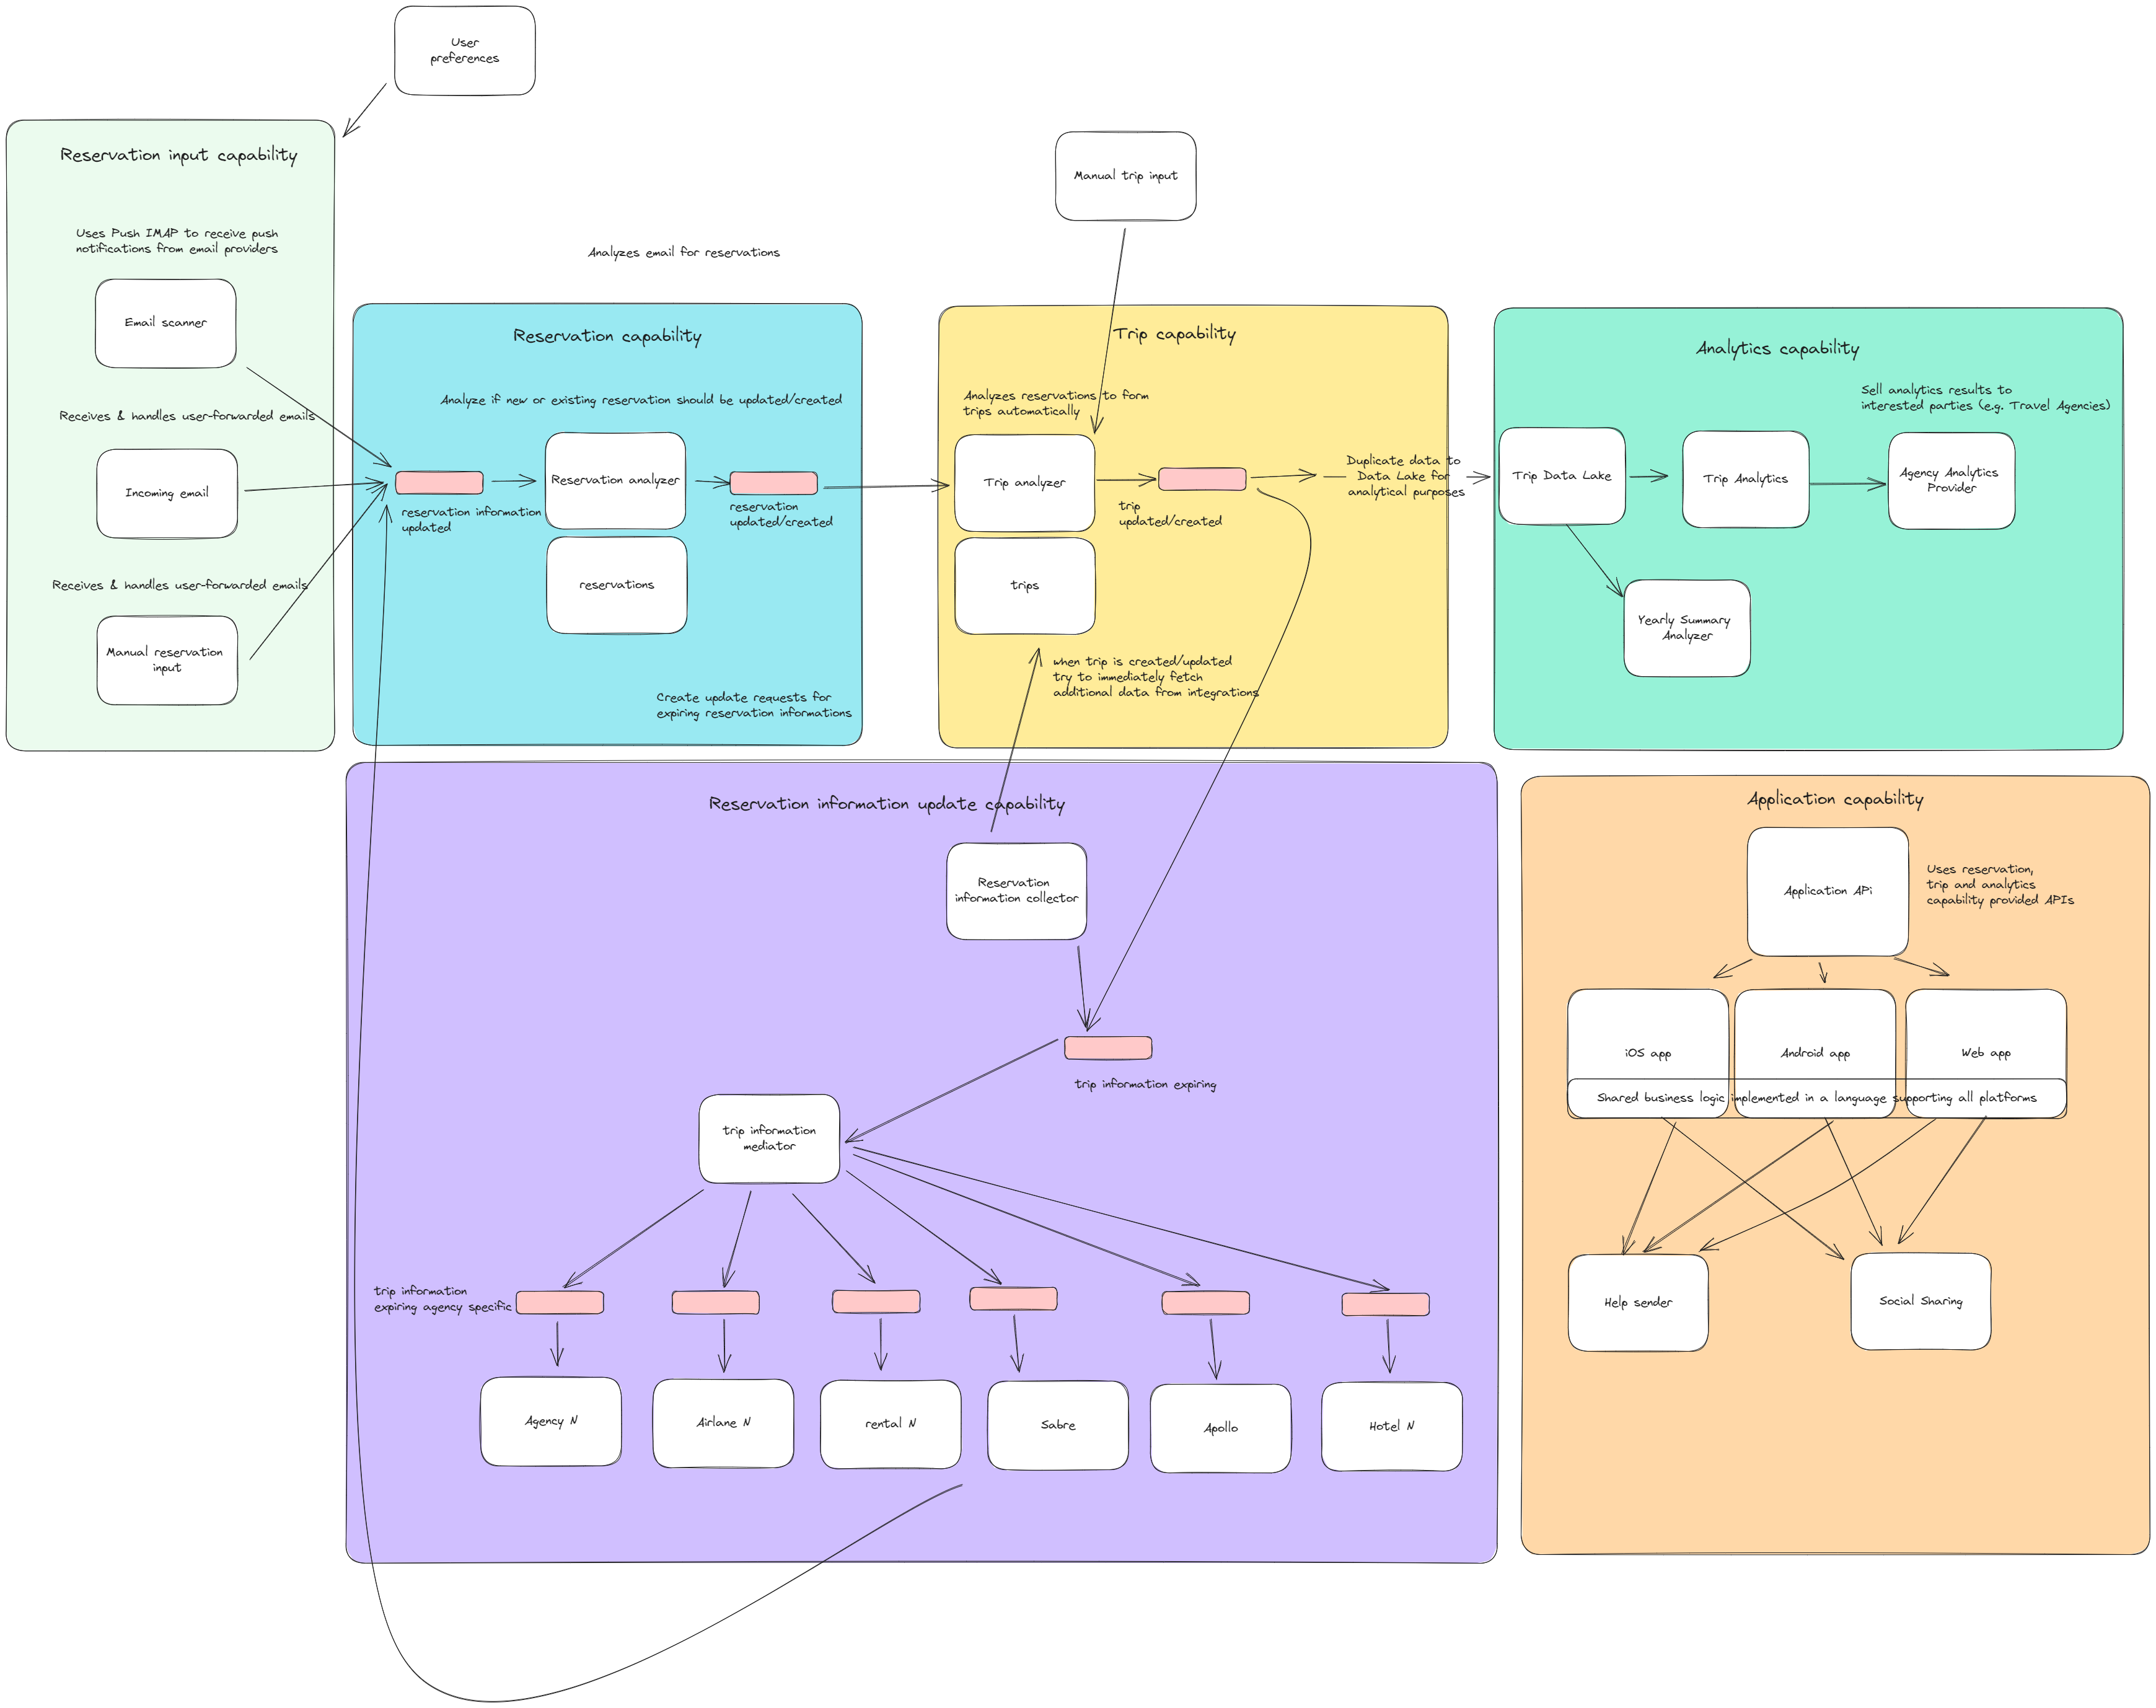 User
preferences
Reservation input capability
Uses Push IMAP to receive push
notifications from email providers
Email scanner
Receives & handles user-forwarded emails
Incoming email
Receives & handles user-forwarded emails
Manual reservation
input
Analyzes email for reservations
Reservation capability
Analyze if new or existing reservation should be updated/created
Reservation analyzer
reservation information
updated
reservation
updated/created
reservations
Create update requests for
expiring reservation informations
Manual trip input
Trip capability
Analyzes reservations to form
trips automatically
Trip analyzer
trip
updated/created
trips
when trip is created/updated
try to immediately fetch
additional data from integrations
Duplicate data to
Data Lake for
analytical purposes
Analytics capability
Sell analytics results to
interested parties (e.g. Travel Agencies)
Trip Data Lake
Trip Analytics
Agency Analytics
Provider
Yearly Summary
Analyzer
Reservation information update capability
Reservation
information collector
trip information expiring
trip information
mediator
trip information
expiring agency specific
Agency N
Airlane N
rental N
Sabre
Apollo
Hotel N
Application capability
Application APi
Uses reservation,
trip and analytics
capability provided APIs
iOS app
Android app
Web app
Shared business logic implemented in a language supporting all platforms
Help sender
Social Sharing